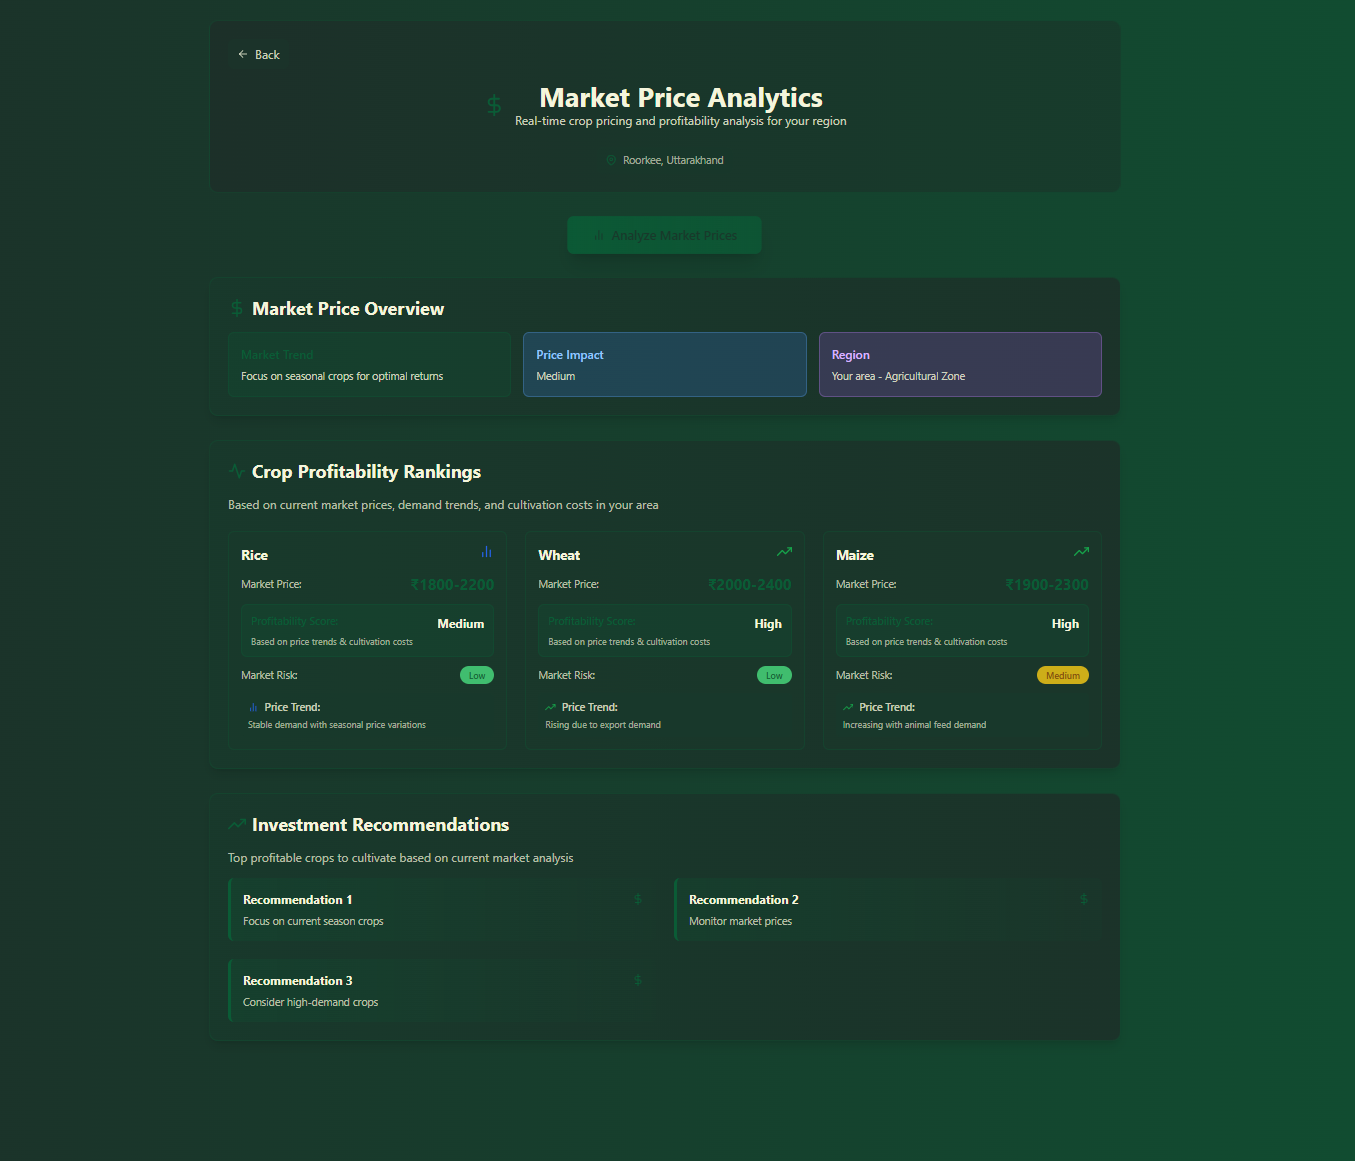 Back
Market Price Analytics
Real-time crop pricing and profitability analysis for your region
Roorkee, Uttarakhand
Analyze Market Prices
Market Price Overview
Market Trend
Focus on seasonal crops for optimal returns
Price Impact
Medium
Region
Your area - Agricultural Zone
Crop Profitability Rankings
Based on current market prices, demand trends, and cultivation costs in your area
Rice
Market Price: ₹1800-2200
Profitability Score: Medium
Based on price trends & cultivation costs
Market Risk: Low
Price Trend:
Stable demand with seasonal price variations
Wheat
Market Price: ₹2000-2400
Profitability Score: High
Based on price trends & cultivation costs
Market Risk: Low
Price Trend:
Rising due to export demand
Maize
Market Price: ₹1900-2300
Profitability Score: High
Based on price trends & cultivation costs
Market Risk: Medium
Price Trend:
Increasing with animal feed demand
Investment Recommendations
Top profitable crops to cultivate based on current market analysis
Recommendation 1
Focus on current season crops
Recommendation 2
Monitor market prices
Recommendation 3
Consider high-demand crops